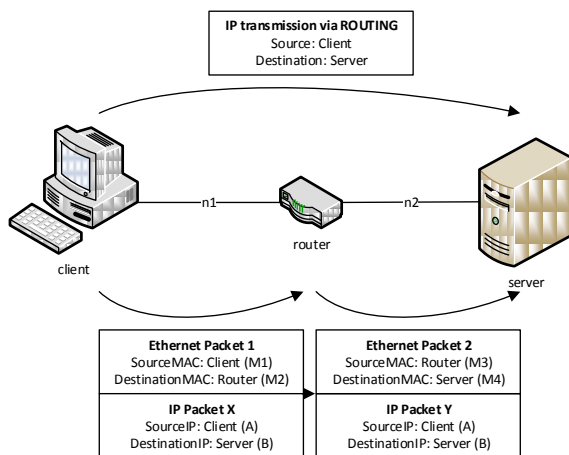 IP transmission via ROUTING
Source: Client
Destination: Server
n1
n2
router
client
server
Ethernet Packet 1
SourceMAC: Client (M1)
DestinationMAC: Router (M2)
IP Packet X
SourceIP: Client (A)
DestinationIP: Server (B)
Ethernet Packet 2
SourceMAC: Router (M3)
DestinationMAC: Server (M4)
IP Packet Y
SourceIP: Client (A)
DestinationIP: Server (B)